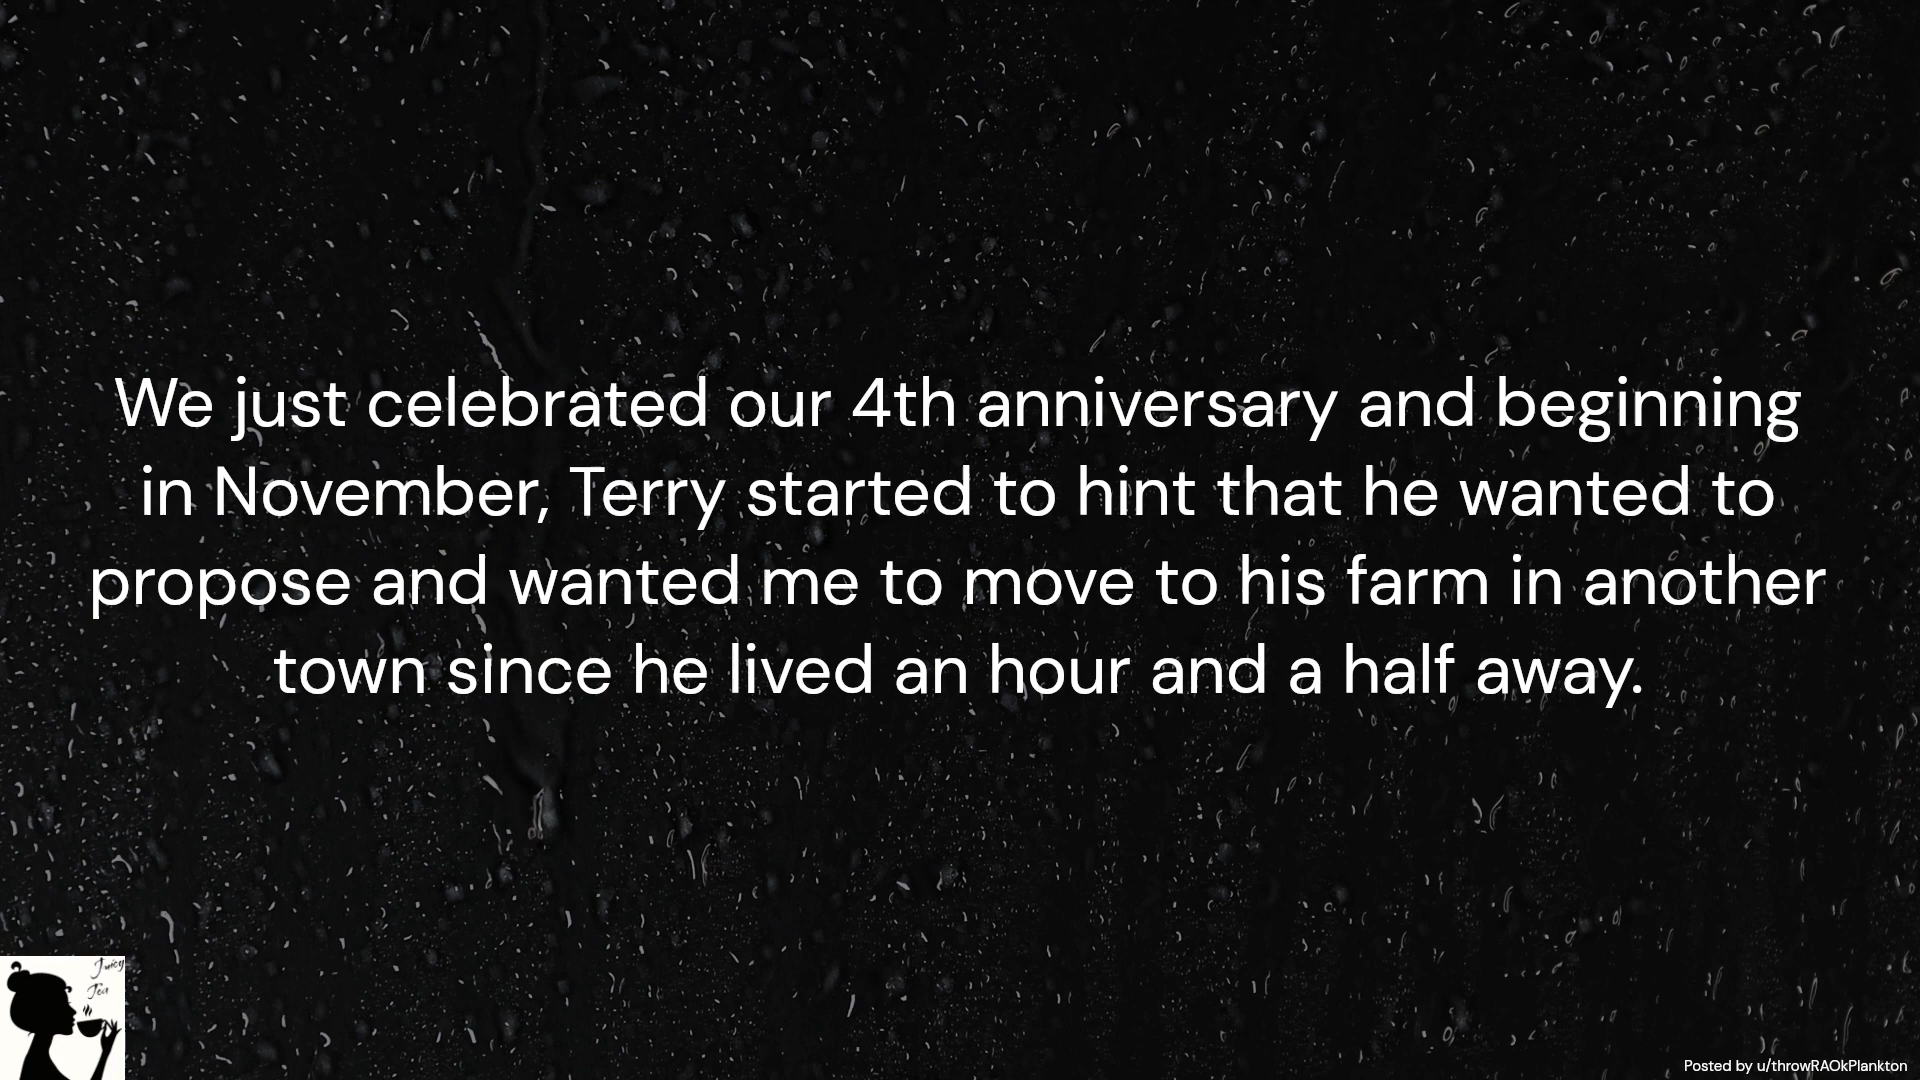 We just celebrated our 4th anniversary and beginning
in November, Terry started to hint that he wanted to
propose and wanted me to move to his farm in another
town since he lived an hour and a half away.
Juicy
Tea
Posted by u/throwRAOkPlankton